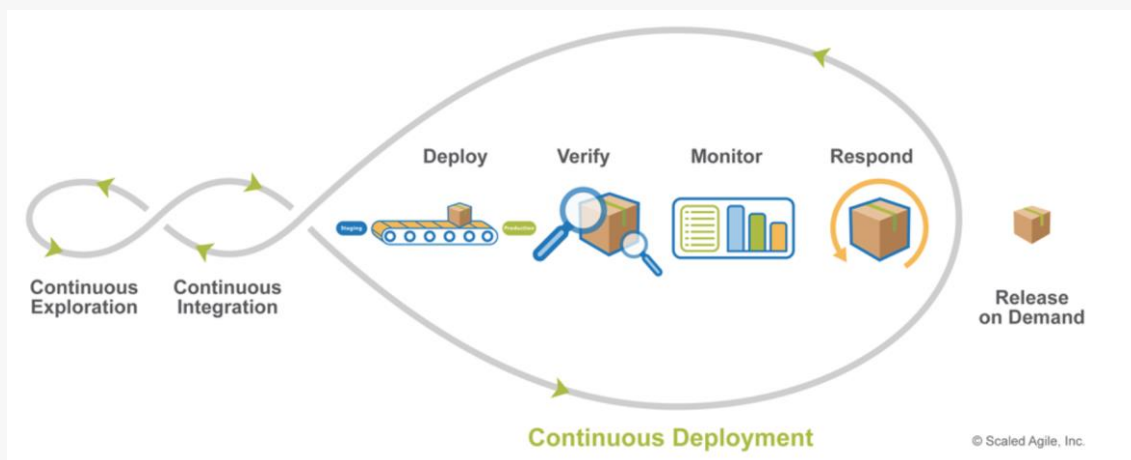 Deploy
Verify
Monitor
Respond
Staging
Production
Continuous
Exploration
Continuous
Integration
Release
on Demand
Continuous Deployment
© Scaled Agile, Inc.